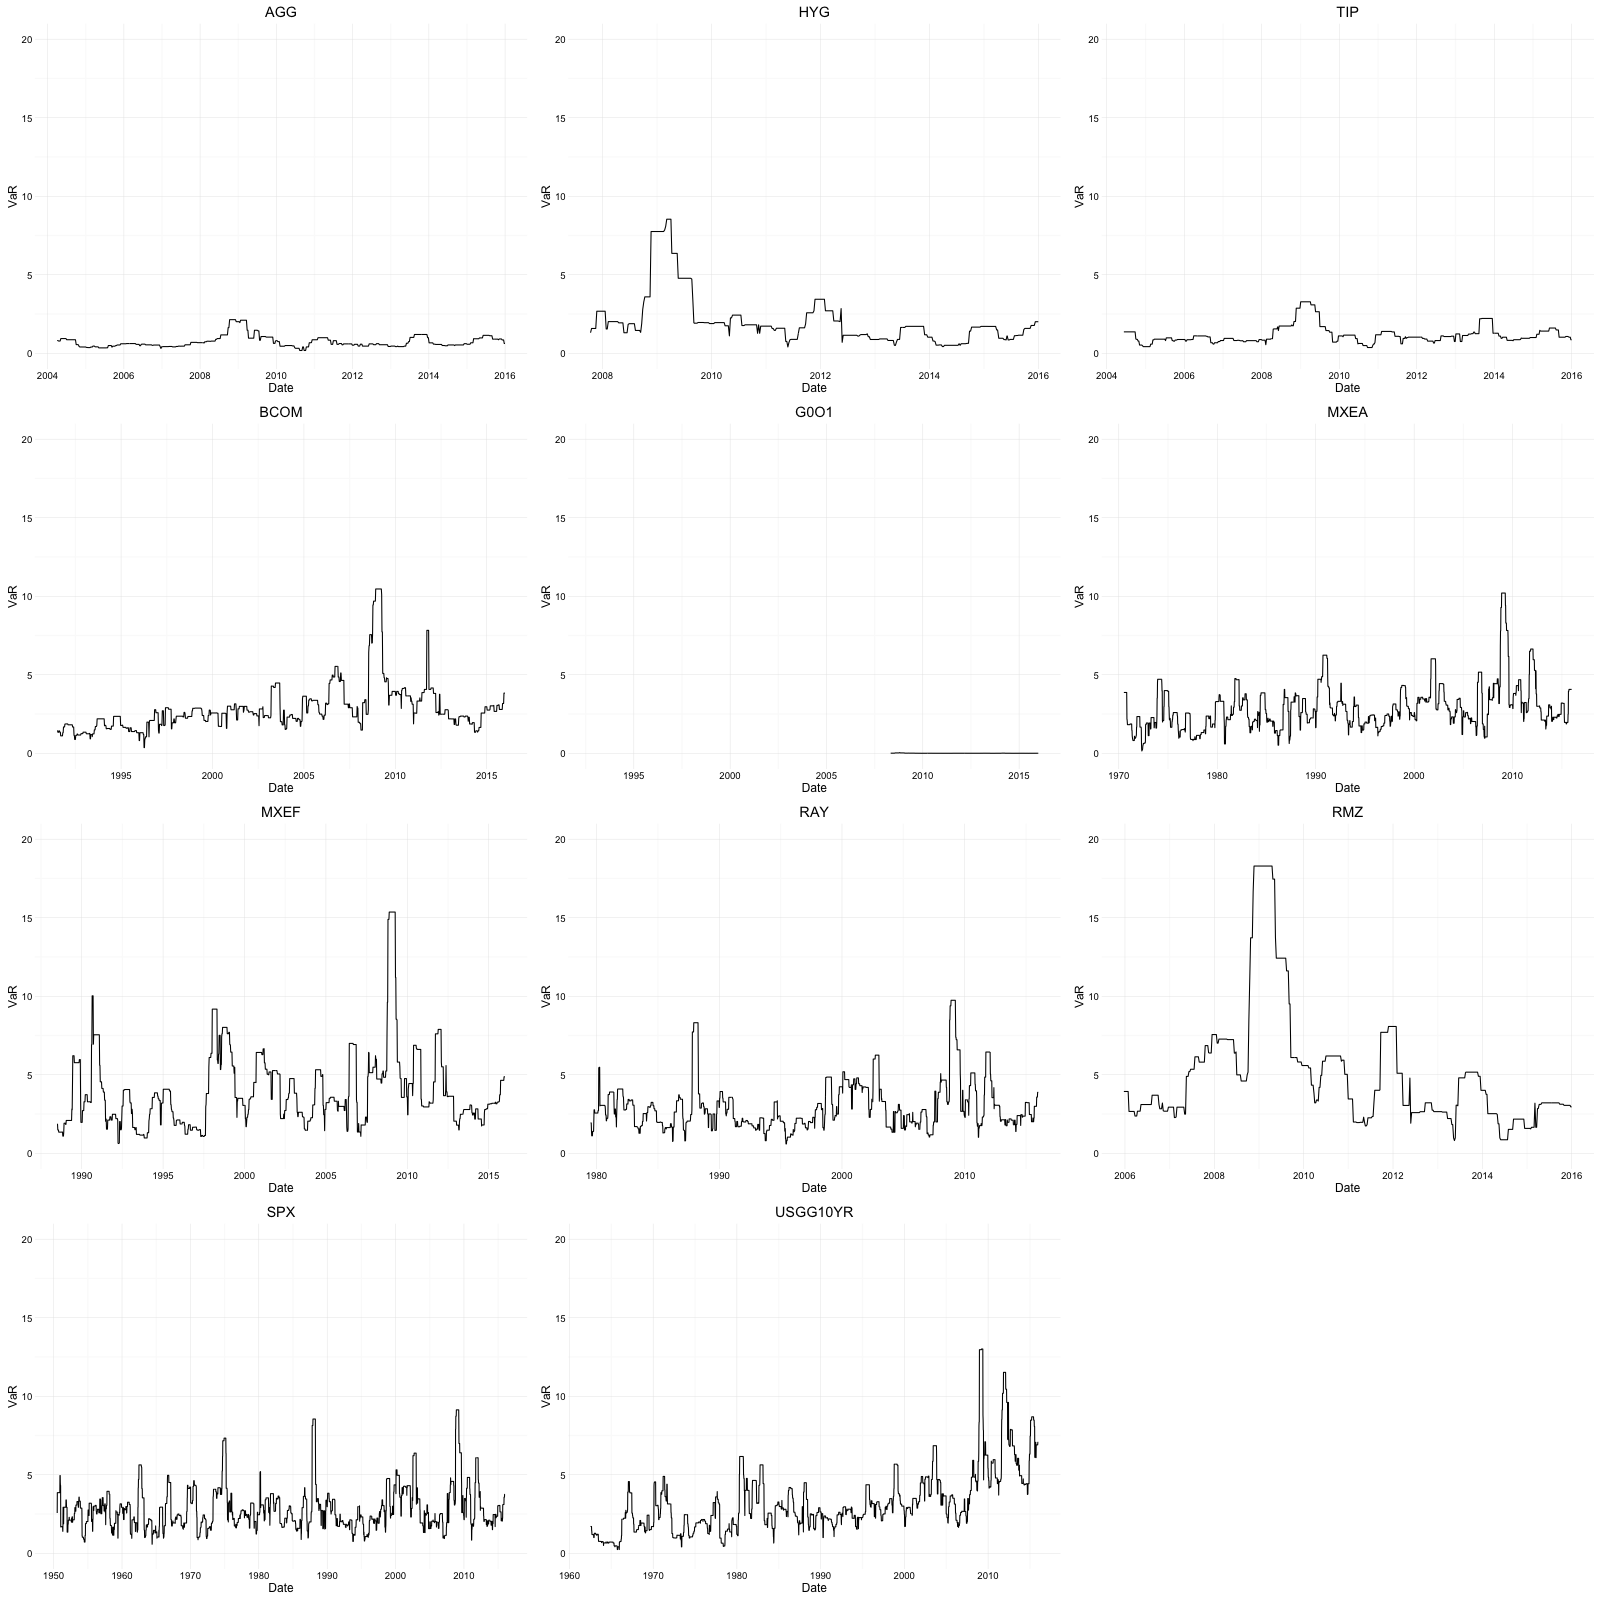 AGG
20
15
10
5
0
VaR
2004 2006 2008 2010 2012 2014 2016
Date
HYG
20
15
10
5
0
VaR
2008 2010 2012 2014 2016
Date
TIP
20
15
10
5
0
VaR
2004 2006 2008 2010 2012 2014 2016
Date
BCOM
20
15
10
5
0
VaR
1995 2000 2005 2010 2015
Date
G0O1
20
15
10
5
0
VaR
1995 2000 2005 2010 2015
Date
MXEA
20
15
10
5
0
VaR
1970 1980 1990 2000 2010
Date
MXEF
20
15
10
5
0
VaR
1990 1995 2000 2005 2010 2015
Date
RAY
20
15
10
5
0
VaR
1980 1990 2000 2010
Date
RMZ
20
15
10
5
0
VaR
2006 2008 2010 2012 2014 2016
Date
SPX
20
15
10
5
0
VaR
1950 1960 1970 1980 1990 2000 2010
Date
USGG10YR
20
15
10
5
0
VaR
1960 1970 1980 1990 2000 2010
Date